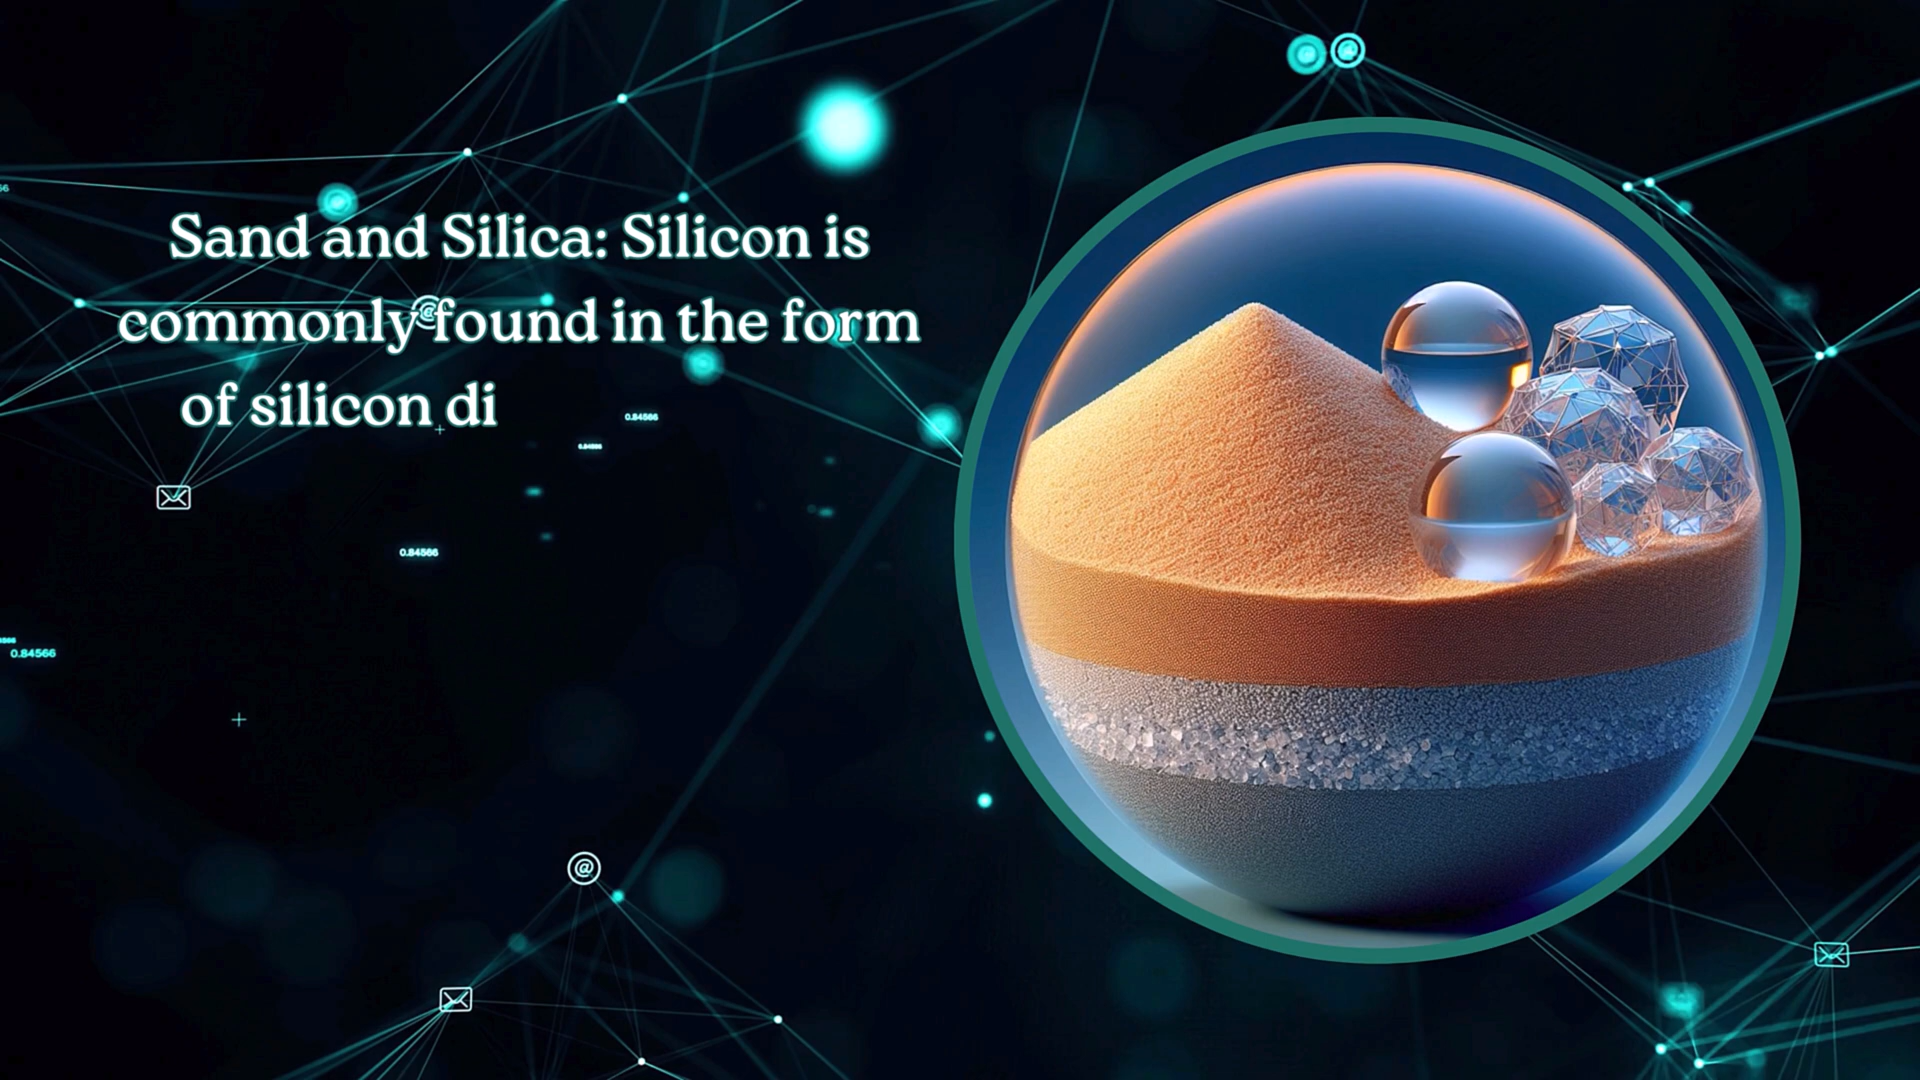 Sand and Silica: Silicon is
commonly found in the form
of silicon di
0.84566
0.84566
0.84566